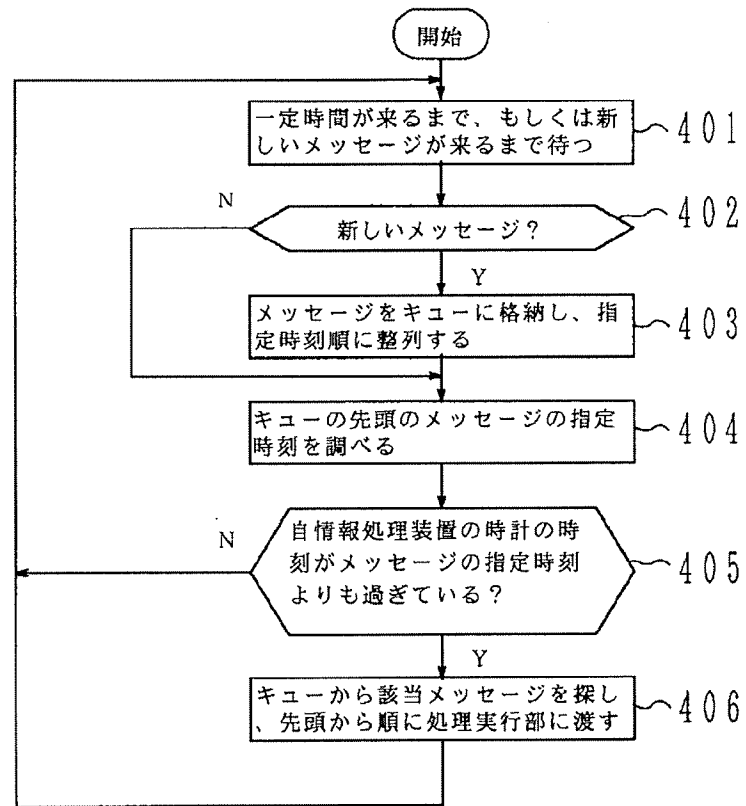 開始
一定時間が来るまで、もしくは新
しいメッセージが来るまで待つ
401
N
新しいメッセージ?
402
Y
メッセージをキューに格納し、指
定時刻順に整列する
403
キューの先頭のメッセージの指定
時刻を調べる
404
N
自情報処理装置の時計の時
刻がメッセージの指定時刻
よりも過ぎている?
405
Y
キューから該当メッセージを探し
、先頭から順に処理実行部に渡す
406